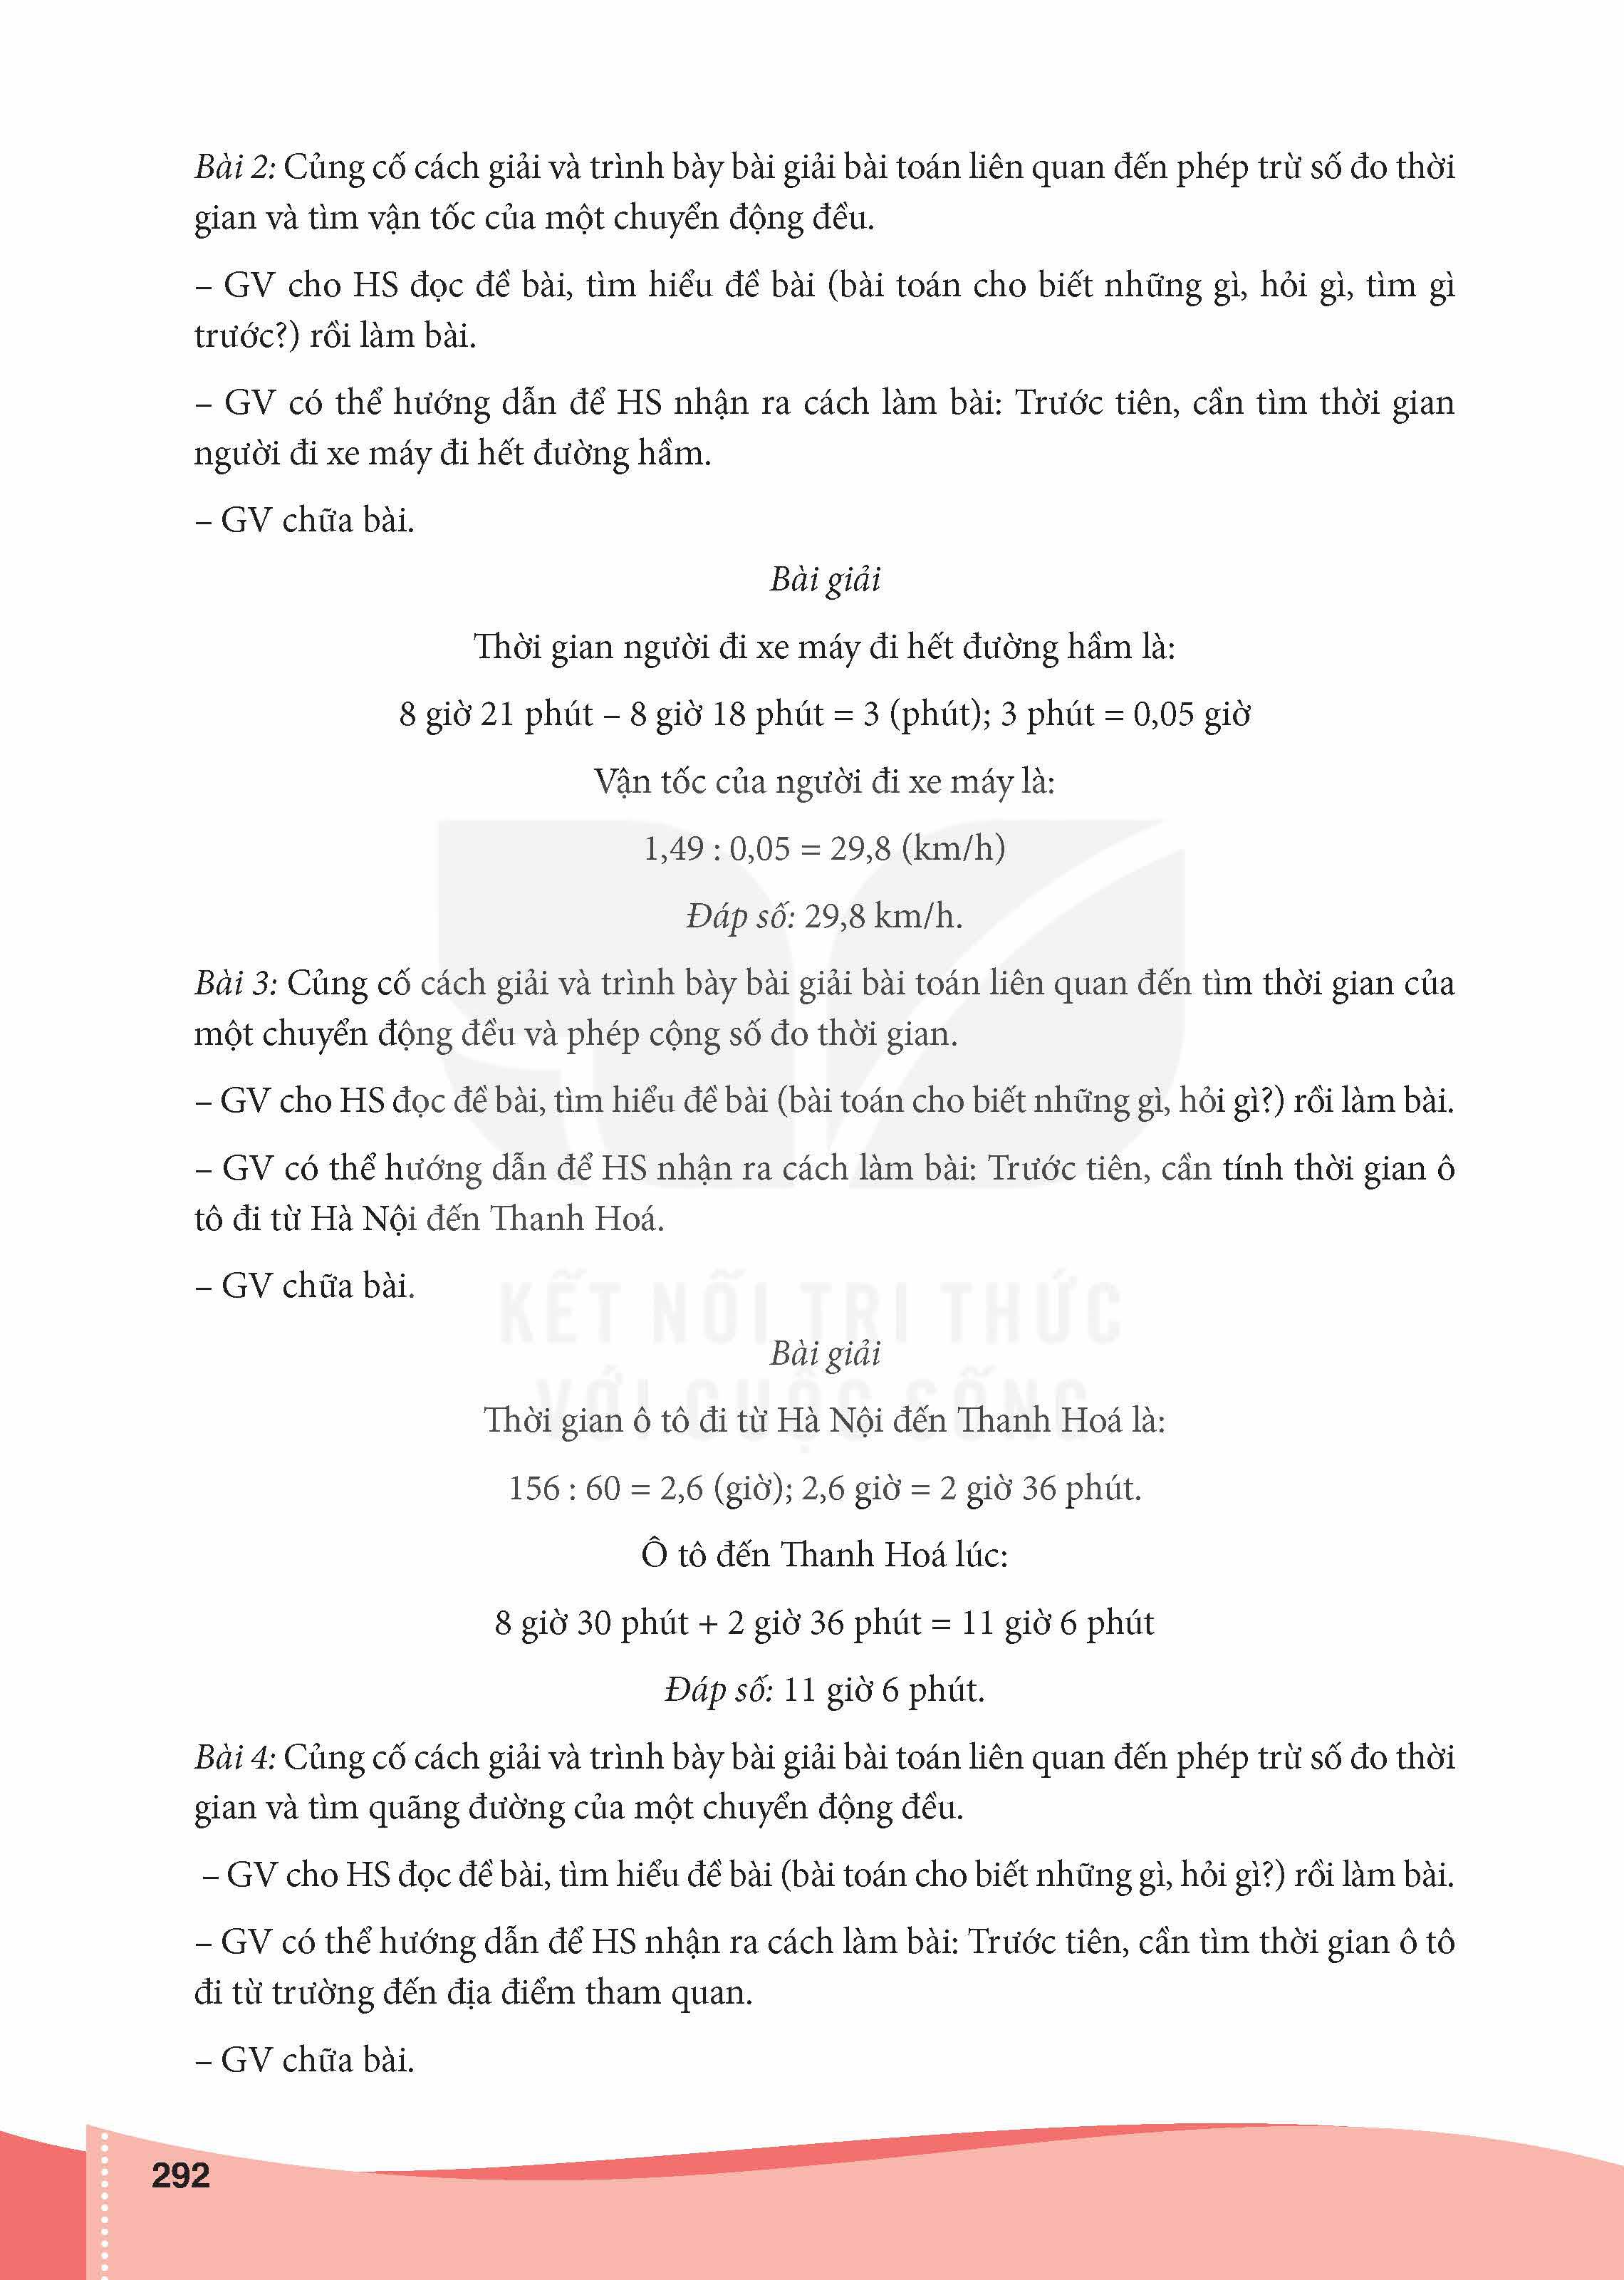 Bài 2: Củng cố cách giải và trình bày bài giải bài toán liên quan đến phép trừ số đo thời
gian và tìm vận tốc của một chuyển động đều.
– GV cho HS đọc đề bài, tìm hiểu đề bài (bài toán cho biết những gì, hỏi gì, tìm gì
trước?) rồi làm bài.
– GV có thể hướng dẫn để HS nhận ra cách làm bài: Trước tiên, cần tìm thời gian
người đi xe máy đi hết đường hầm.
– GV chữa bài.
Bài giải
Thời gian người đi xe máy đi hết đường hầm là:
8 giờ 21 phút – 8 giờ 18 phút = 3 (phút); 3 phút = 0,05 giờ
Vận tốc của người đi xe máy là:
1,49 : 0,05 = 29,8 (km/h)
Đáp số: 29,8 km/h.
Bài 3: Củng cố cách giải và trình bày bài giải bài toán liên quan đến tìm thời gian của
một chuyển động đều và phép cộng số đo thời gian.
– GV cho HS đọc đề bài, tìm hiểu đề bài (bài toán cho biết những gì, hỏi gì?) rồi làm bài.
– GV có thể hướng dẫn để HS nhận ra cách làm bài: Trước tiên, cần tính thời gian ô
tô đi từ Hà Nội đến Thanh Hoá.
– GV chữa bài.
KẾT NỐI TRI THỨC
Bài giải
VỚI CUỘC SỐNG
Thời gian ô tô đi từ Hà Nội đến Thanh Hoá là:
156 : 60 = 2,6 (giờ); 2,6 giờ = 2 giờ 36 phút.
Ô tô đến Thanh Hoá lúc:
8 giờ 30 phút + 2 giờ 36 phút = 11 giờ 6 phút
Đáp số: 11 giờ 6 phút.
Bài 4: Củng cố cách giải và trình bày bài giải bài toán liên quan đến phép trừ số đo thời
gian và tìm quãng đường của một chuyển động đều.
– GV cho HS đọc đề bài, tìm hiểu đề bài (bài toán cho biết những gì, hỏi gì?) rồi làm bài.
– GV có thể hướng dẫn để HS nhận ra cách làm bài: Trước tiên, cần tìm thời gian ô tô
đi từ trường đến địa điểm tham quan.
– GV chữa bài.
292